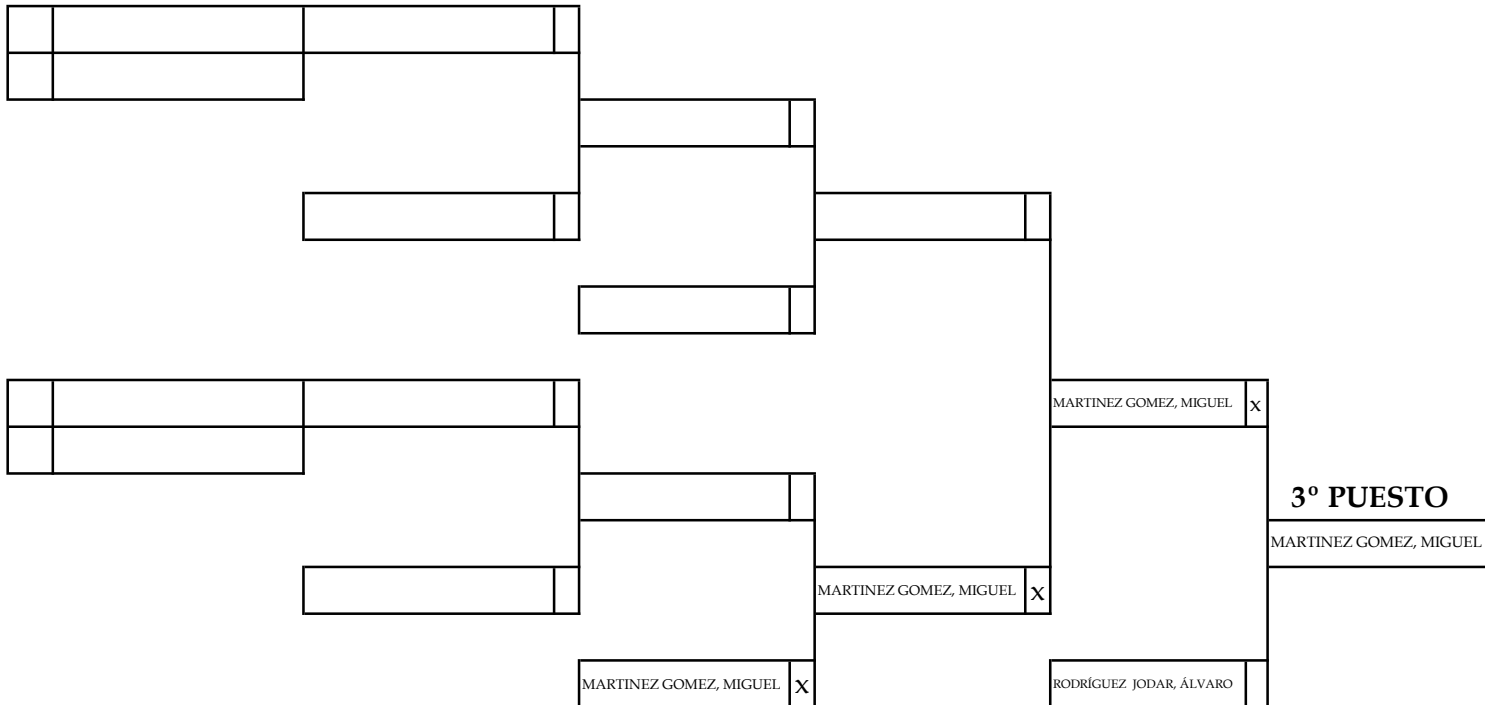 MARTINEZ GOMEZ, MIGUEL x
3º PUESTO
MARTINEZ GOMEZ, MIGUEL
MARTINEZ GOMEZ, MIGUEL x
MARTINEZ GOMEZ, MIGUEL x
RODRÍGUEZ JODAR, ÁLVARO